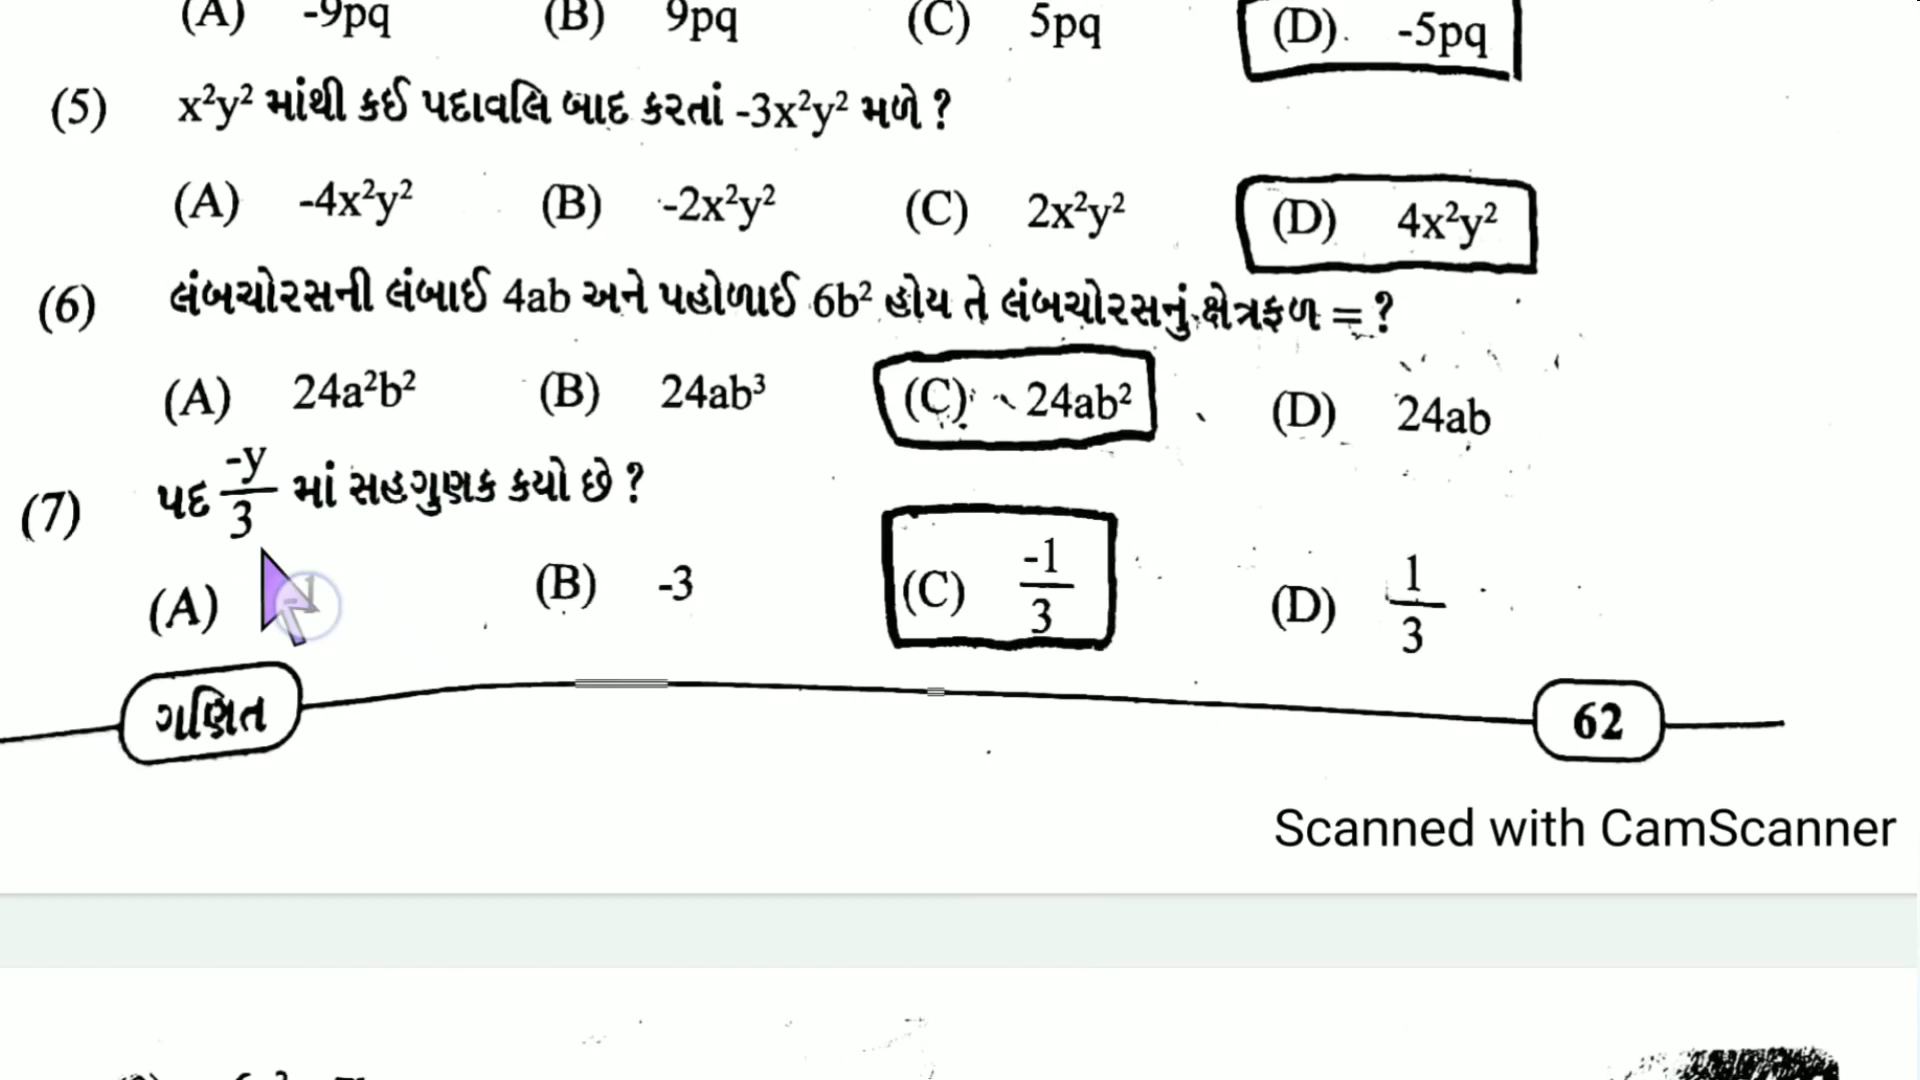 (A) -9pq (B) 9pq (C) 5pq (D) -5pq
(5) x²y² માંથી કઈ પદાવલિ બાદ કરતાં -3x²y² મળે ?
(A) -4x²y² (B) -2x²y² (C) 2x²y² (D) 4x²y²
(6) લંબચોરસની લંબાઈ 4ab અને પહોળાઈ 6b² હોય તે લંબચોરસનું ક્ષેત્રફળ = ?
(A) 24a²b² (B) 24ab³ (C) 24ab² (D) 24ab
(7) પદ -y/3 માં સહગુણક કયો છે ?
(A) -1 (B) -3 (C) -1/3 (D) 1/3
ગણિત 62
Scanned with CamScanner